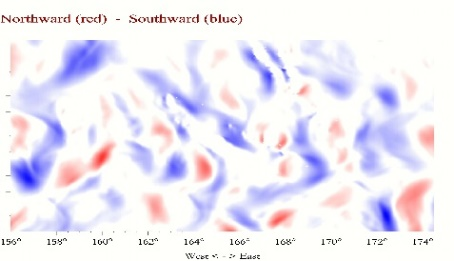 Northward (red) - Southward (blue)
156° 158° 160° 162° 164° 166° 168° 170° 172° 174°
West < - > East